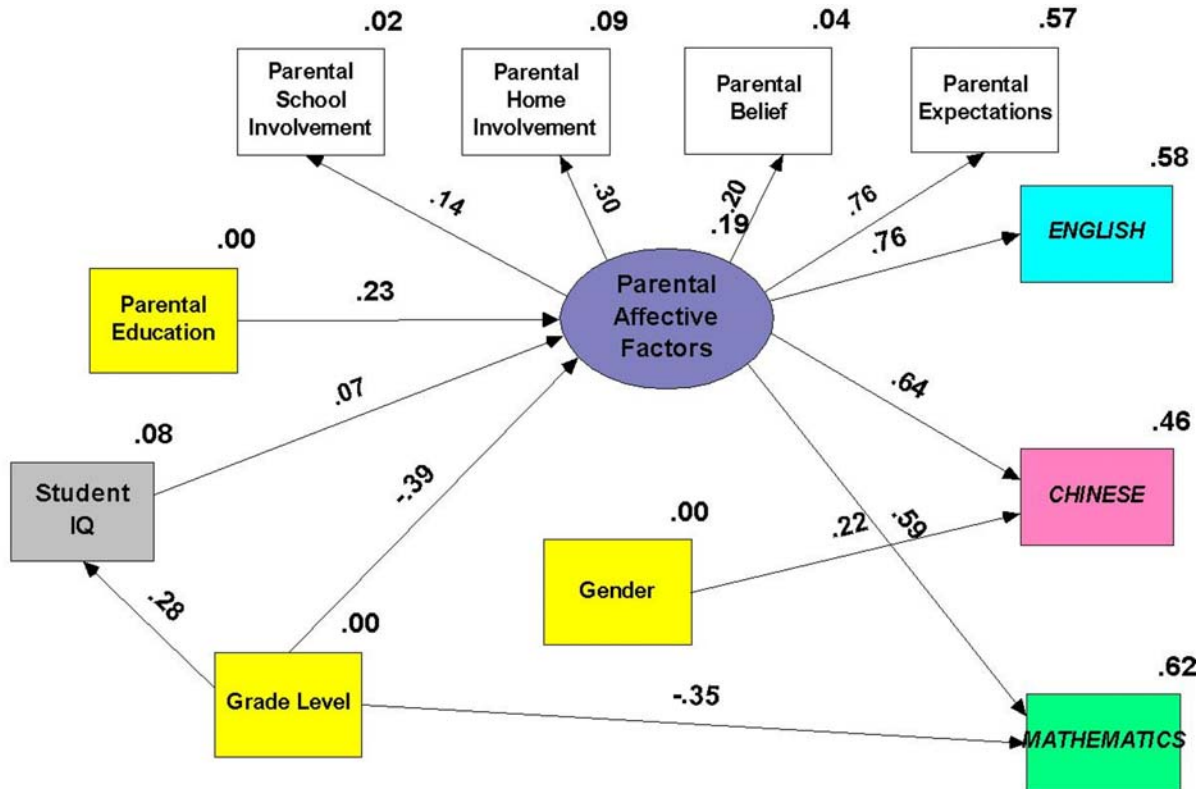 .02
.09
.04
.57
Parental
School
Involvement
Parental
Home
Involvement
Parental
Belief
Parental
Expectations
.58
.14
.30
.20
.76
.19
.76
ENGLISH
.00
Parental
Education
.23
Parental
Affective
Factors
.07
.64
.08
.46
Student
IQ
-.39
CHINESE
.00
.22
.59
Gender
.28
.00
.62
Grade Level
-.35
MATHEMATICS